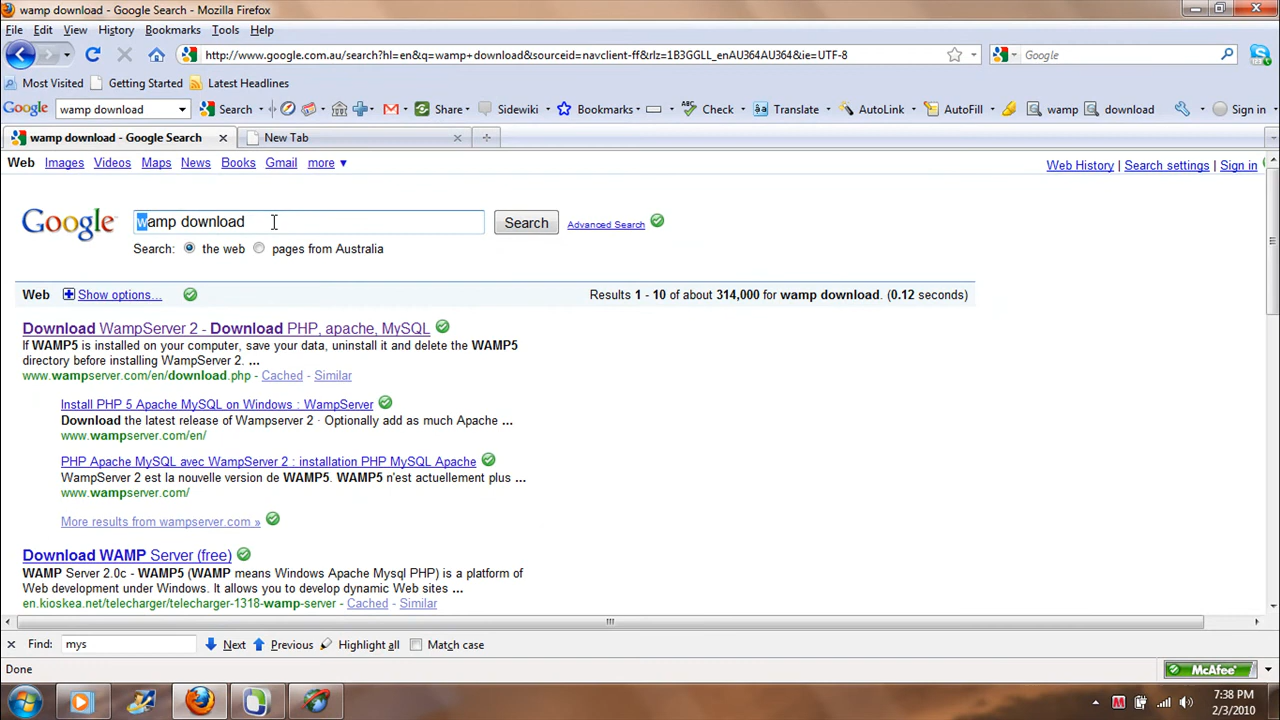 wamp download - Google Search - Mozilla Firefox
File Edit View History Bookmarks Tools Help
http://www.google.com.au/search?hl=en&q=wamp+download&sourceid=navclient-ff&rlz=1B3GGLL_enAU364AU364&ie=UTF-8 Google
Most Visited Getting Started Latest Headlines
Google wamp download Search Share Sidewiki Bookmarks Check Translate AutoLink AutoFill wamp download Sign in
wamp download - Google Search New Tab
Web Images Videos Maps News Books Gmail more ▼ Web History | Search settings | Sign in
Google wamp download Search Advanced Search
Search: the web pages from Australia
Web Show options... Results 1 - 10 of about 314,000 for wamp download. (0.12 seconds)
Download WampServer 2 - Download PHP, apache, MySQL
If WAMP5 is installed on your computer, save your data, uninstall it and delete the WAMP5
directory before installing WampServer 2. ...
www.wampserver.com/en/download.php - Cached - Similar
Install PHP 5 Apache MySQL on Windows : WampServer
Download the latest release of Wampserver 2 · Optionally add as much Apache ...
www.wampserver.com/en/
PHP Apache MySQL avec WampServer 2 : installation PHP MySQL Apache
WampServer 2 est la nouvelle version de WAMP5. WAMP5 n'est actuellement plus ...
www.wampserver.com/
More results from wampserver.com »
Download WAMP Server (free)
WAMP Server 2.0c - WAMP5 (WAMP means Windows Apache Mysql PHP) is a platform of
Web development under Windows. It allows you to develop dynamic Web sites ...
en.kioskea.net/telecharger/telecharger-1318-wamp-server - Cached - Similar
Find: mys Next Previous Highlight all Match case
Done McAfee
7:38 PM
2/3/2010